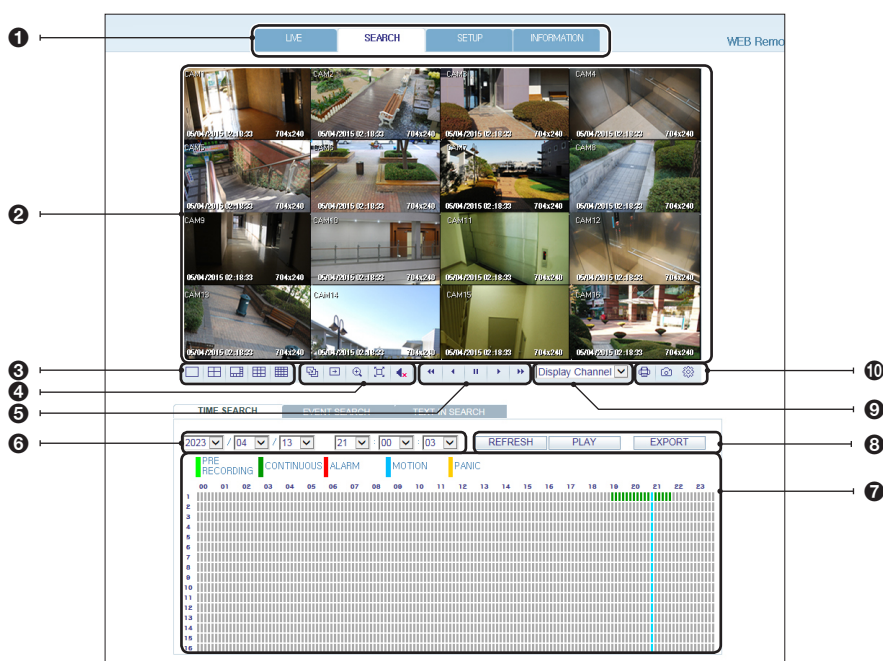 ❶
LIVE SEARCH SETUP INFORMATION
WEB Remo
❷
CAM1 CAM2 CAM3 CAM4
05/04/2015 02:18:33 704x240 05/04/2015 02:18:33 704x240 05/04/2015 02:18:33 704x240 05/04/2015 02:18:33 704x240
CAM5 CAM6 CAM7 CAM8
05/04/2015 02:18:33 704x240 05/04/2015 02:18:33 704x240 05/04/2015 02:18:33 704x240 05/04/2015 02:18:33 704x240
CAM9 CAM10 CAM11 CAM12
05/04/2015 02:18:33 704x240 05/04/2015 02:18:33 704x240 05/04/2015 02:18:33 704x240 05/04/2015 02:18:33 704x240
CAM13 CAM14 CAM15 CAM16
05/04/2015 02:18:33 704x240 05/04/2015 02:18:33 704x240 05/04/2015 02:18:33 704x240 05/04/2015 02:18:33 704x240
❸ Display Channel ❿
❹
❺ ❾
TIME SEARCH EVENT SEARCH TEXT IN SEARCH
❻ 2023 / 04 / 13 21 : 00 : 03 REFRESH PLAY EXPORT ❽
PRE RECORDING CONTINUOUS ALARM MOTION PANIC
00 01 02 03 04 05 06 07 08 09 10 11 12 13 14 15 16 17 18 19 20 21 22 23
❼
1
2
3
4
5
6
7
8
9
10
11
12
13
14
15
16